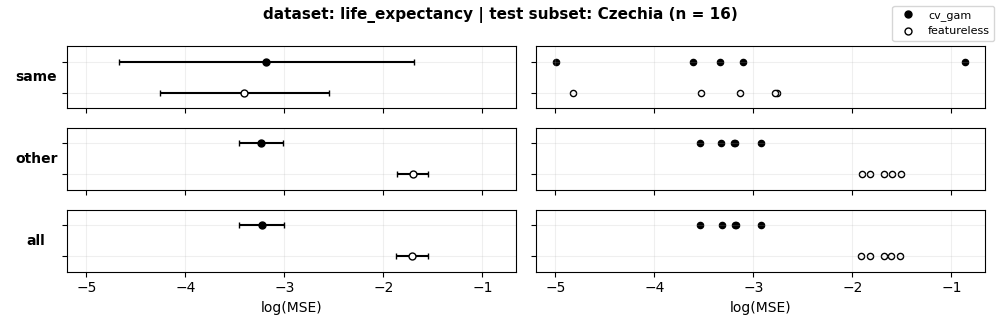 dataset: life_expectancy | test subset: Czechia (n = 16)
cv_gam
featureless
same
other
all
−5 −4 −3 −2 −1
−5 −4 −3 −2 −1
log(MSE)
log(MSE)